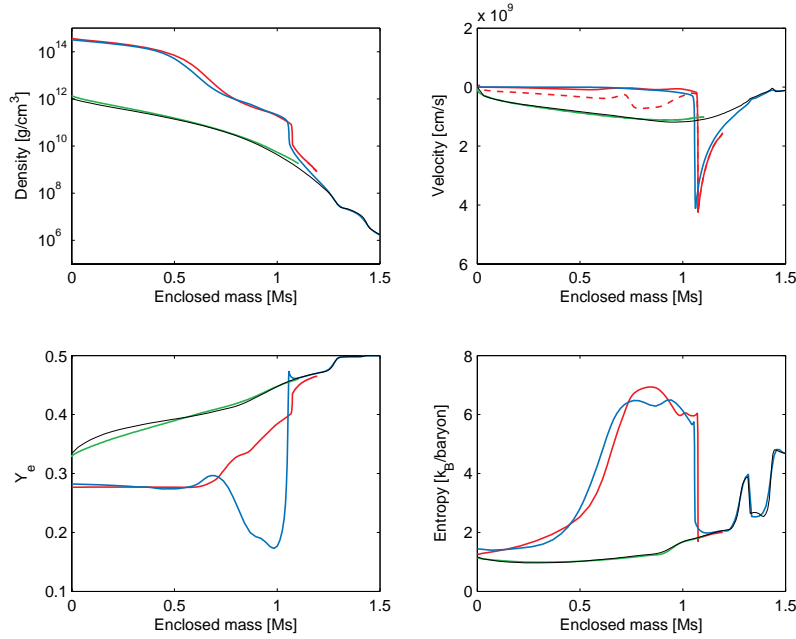 10^14
10^12
10^10
10^8
10^6
Density [g/cm^3]
0 0.5 1 1.5
Enclosed mass [Ms]
x 10^9
2
0
2
4
6
Velocity [cm/s]
0 0.5 1 1.5
Enclosed mass [Ms]
0.5
0.4
0.3
0.2
0.1
Y_e
0 0.5 1 1.5
Enclosed mass [Ms]
8
6
4
2
0
Entropy [k_B/baryon]
0 0.5 1 1.5
Enclosed mass [Ms]